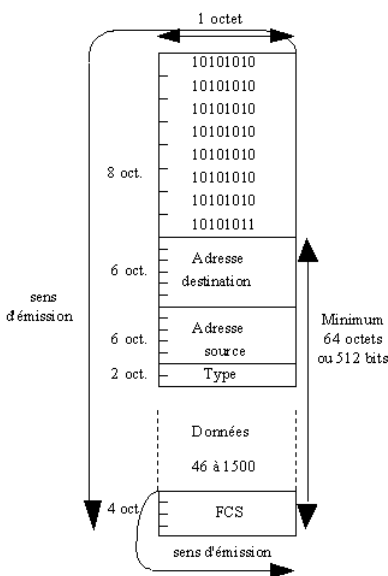 1 octet
10101010
10101010
10101010
10101010
10101010
10101010
10101010
10101011
8 oct.
Adresse
destination
6 oct.
sens
d'émission
Adresse
source
6 oct.
Minimum
64 octets
ou 512 bits
2 oct.
Type
Données
46 à 1500
4 oct.
FCS
sens d'émission